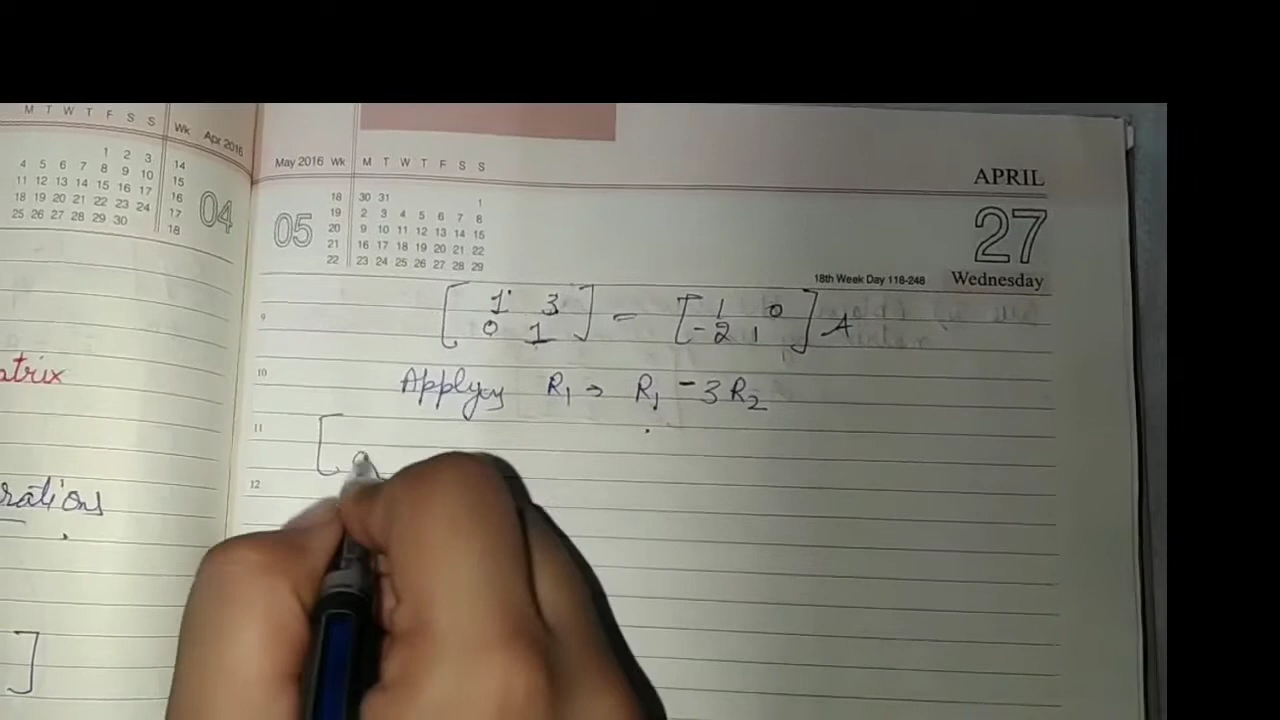 M T W T F S S Wk Apr 2016
1 2 3 14
4 5 6 7 8 9 10 15
11 12 13 14 15 16 17 16
18 19 20 21 22 23 24 17
25 26 27 28 29 30 18
04
May 2016 Wk M T W T F S S
18 30 31 1
19 2 3 4 5 6 7 8
20 9 10 11 12 13 14 15
21 16 17 18 19 20 21 22
22 23 24 25 26 27 28 29
05
APRIL
27
18th Week Day 118-248 Wednesday
9
[ 1 3 ] = [ 1 0 ] A
0 1 -2 1
atrix
10
Applyy R1 → R1 - 3 R2
11
[
0
12
rations
]